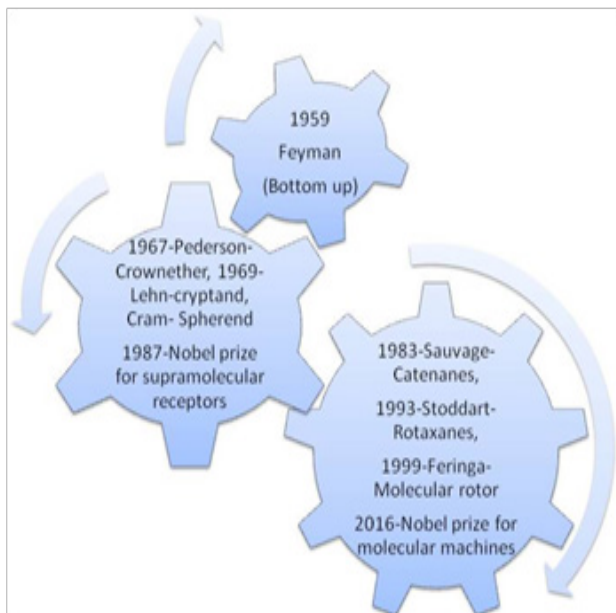 1959
Feyman
(Bottom up)
1967-Pederson-
Crownether, 1969-
Lehn-cryptand,
Cram- Spherend
1987-Nobel prize
for supramolecular
receptors
1983-Sauvage-
Catenanes,
1993-Stoddart-
Rotaxanes,
1999-Feringa-
Molecular rotor
2016-Nobel prize for
molecular machines